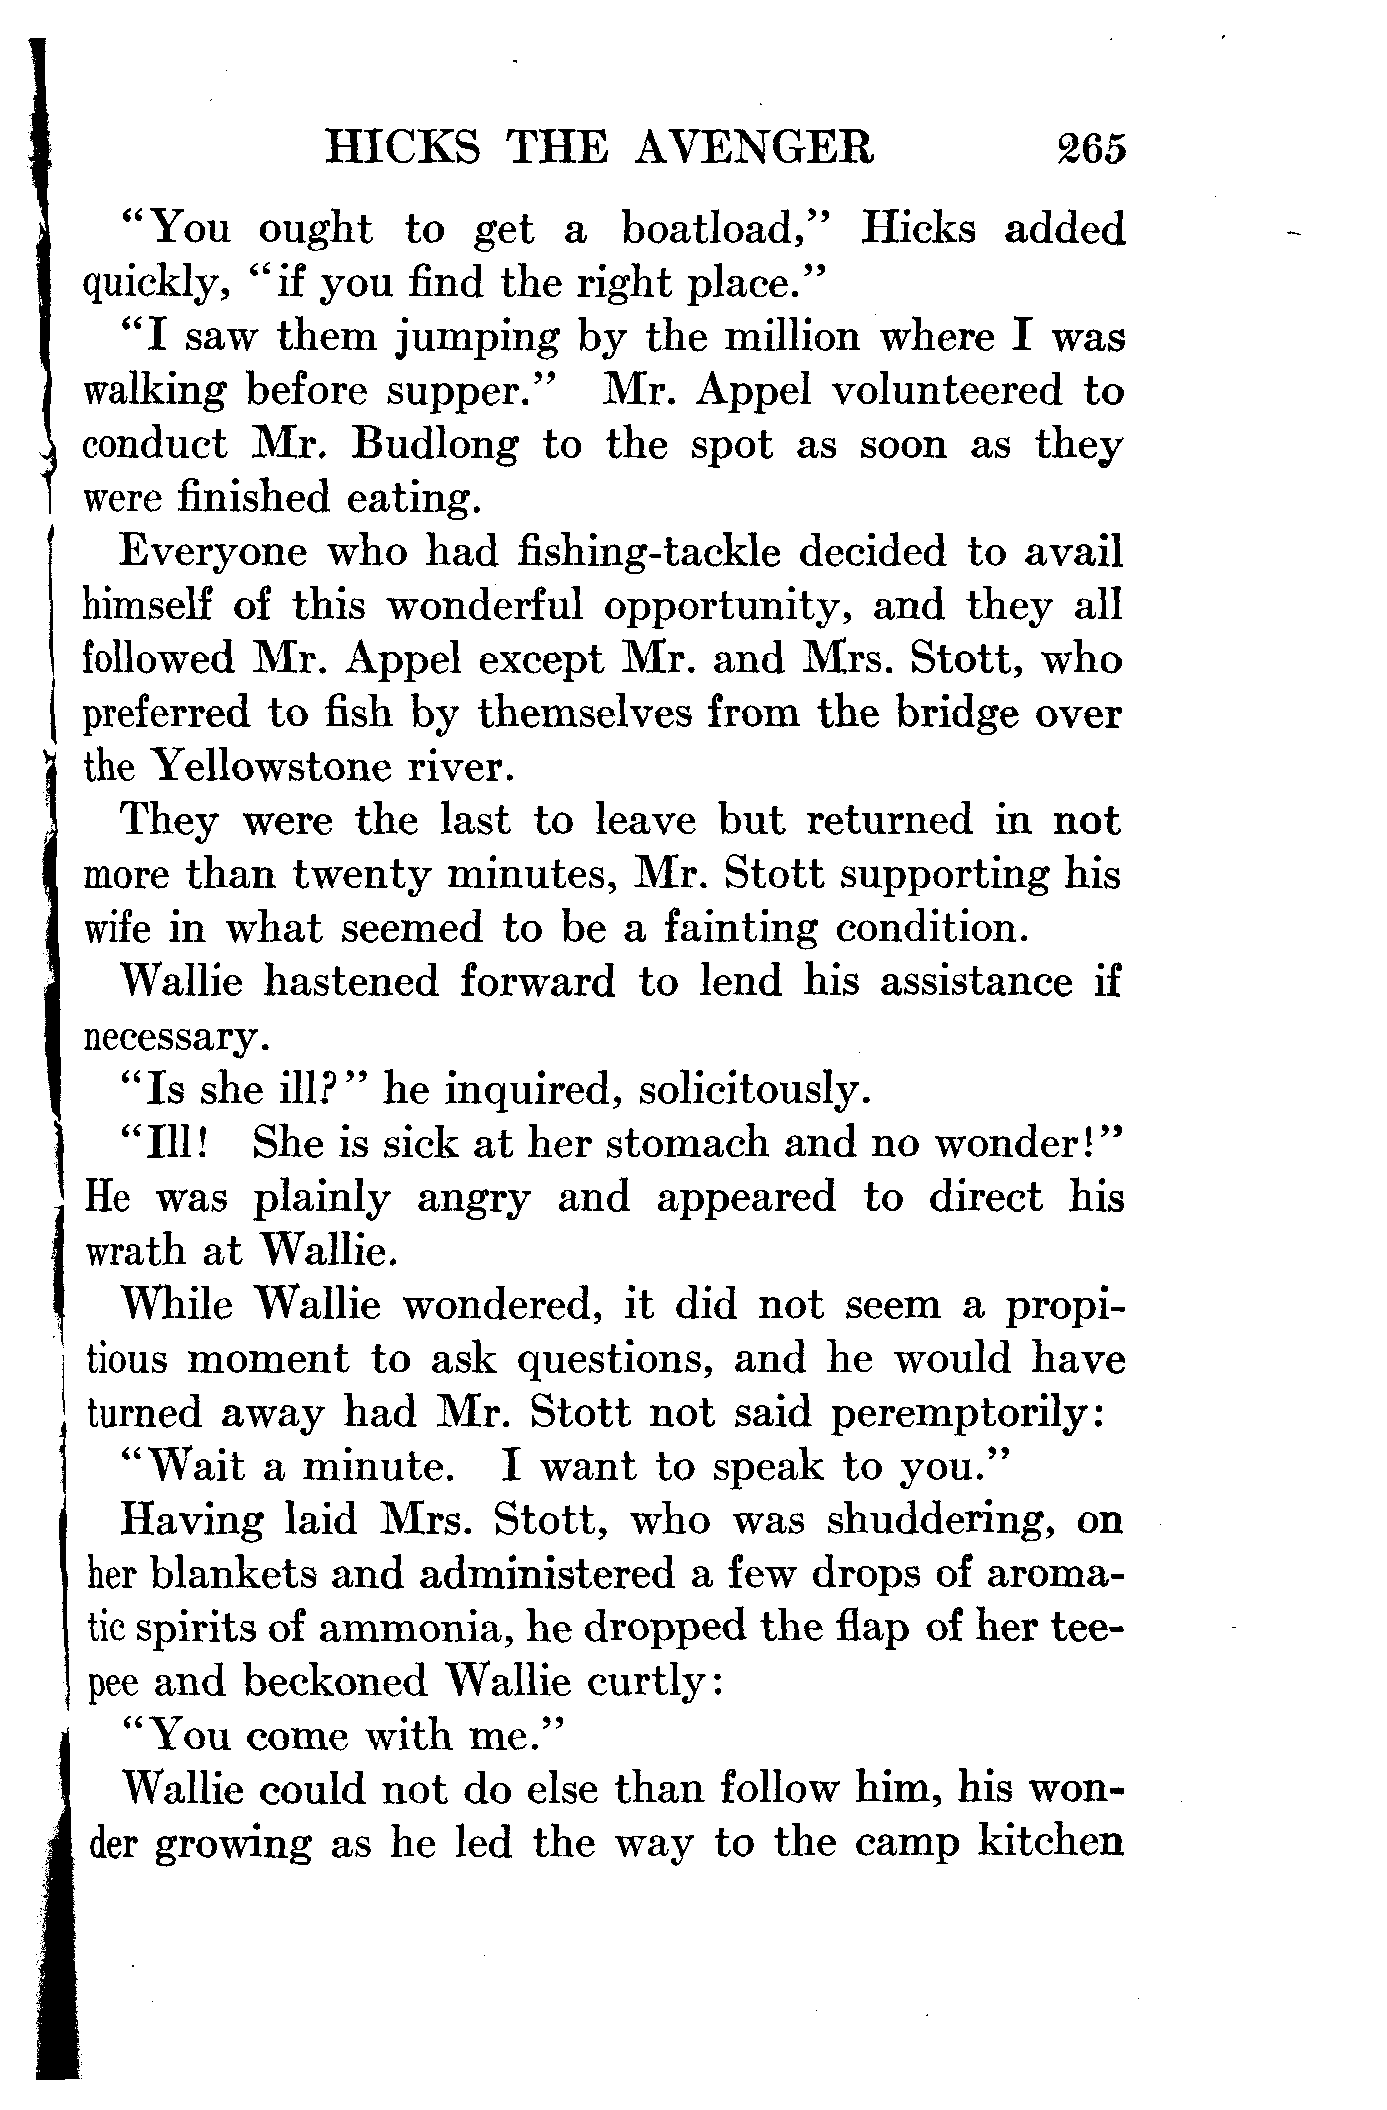 HICKS THE AVENGER 265
“You ought to get a boatload,” Hicks added
quickly, “if you find the right place.”
“I saw them jumping by the million where I was
walking before supper.” Mr. Appel volunteered to
conduct Mr. Budlong to the spot as soon as they
were finished eating.
Everyone who had fishing-tackle decided to avail
himself of this wonderful opportunity, and they all
followed Mr. Appel except Mr. and Mrs. Stott, who
preferred to fish by themselves from the bridge over
the Yellowstone river.
They were the last to leave but returned in not
more than twenty minutes, Mr. Stott supporting his
wife in what seemed to be a fainting condition.
Wallie hastened forward to lend his assistance if
necessary.
“Is she ill?” he inquired, solicitously.
“Ill! She is sick at her stomach and no wonder!”
He was plainly angry and appeared to direct his
wrath at Wallie.
While Wallie wondered, it did not seem a propi-
tious moment to ask questions, and he would have
turned away had Mr. Stott not said peremptorily:
“Wait a minute. I want to speak to you.”
Having laid Mrs. Stott, who was shuddering, on
her blankets and administered a few drops of aroma-
tic spirits of ammonia, he dropped the flap of her tee-
pee and beckoned Wallie curtly:
“You come with me.”
Wallie could not do else than follow him, his won-
der growing as he led the way to the camp kitchen